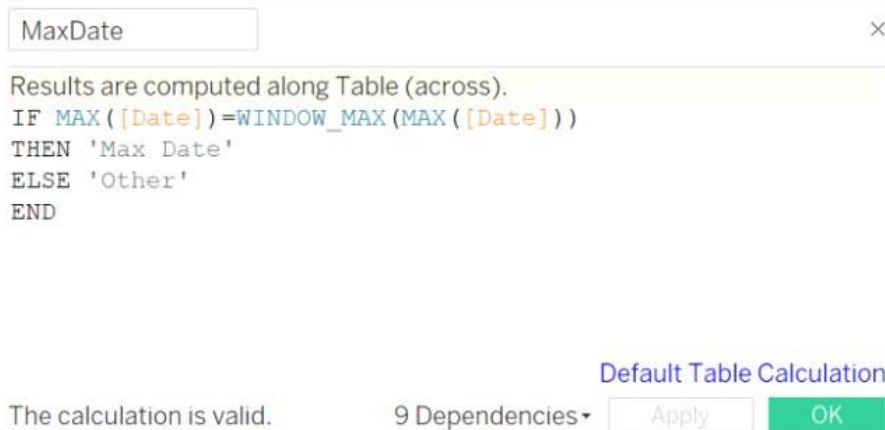 MaxDate
Results are computed along Table (across).
IF MAX([Date])=WINDOW_MAX(MAX([Date]))
THEN 'Max Date'
ELSE 'Other'
END
Default Table Calculation
The calculation is valid. 9 Dependencies Apply OK